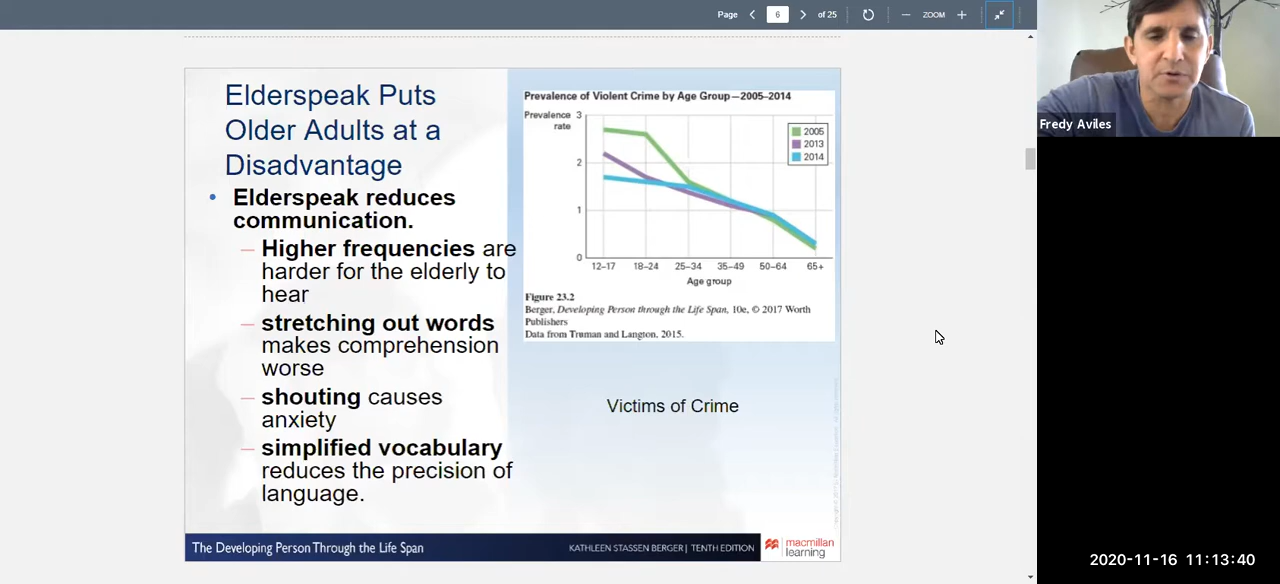 Page
6
of 25
ZOOM
Fredy Aviles
Elderspeak Puts
Older Adults at a
Disadvantage
• Elderspeak reduces
communication.
— Higher frequencies are
harder for the elderly to
hear
— stretching out words
makes comprehension
worse
— shouting causes
anxiety
— simplified vocabulary
reduces the precision of
language.
Prevalence of Violent Crime by Age Group—2005–2014
Prevalence
rate
3
2
1
0
2005
2013
2014
12–17 18–24 25–34 35–49 50–64 65+
Age group
Figure 23.2
Berger, Developing Person through the Life Span, 10e, © 2017 Worth
Publishers
Data from Truman and Langton, 2015.
Victims of Crime
The Developing Person Through the Life Span
KATHLEEN STASSEN BERGER | TENTH EDITION
macmillan
learning
2020-11-16 11:13:40